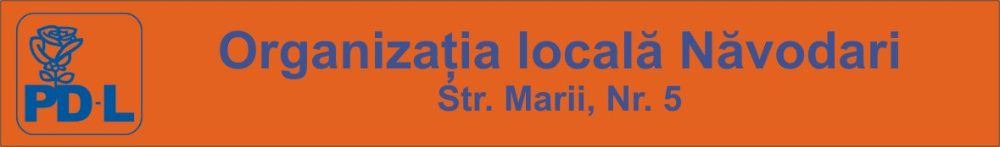 PD-L
Organizația locală Năvodari
Str. Marii, Nr. 5